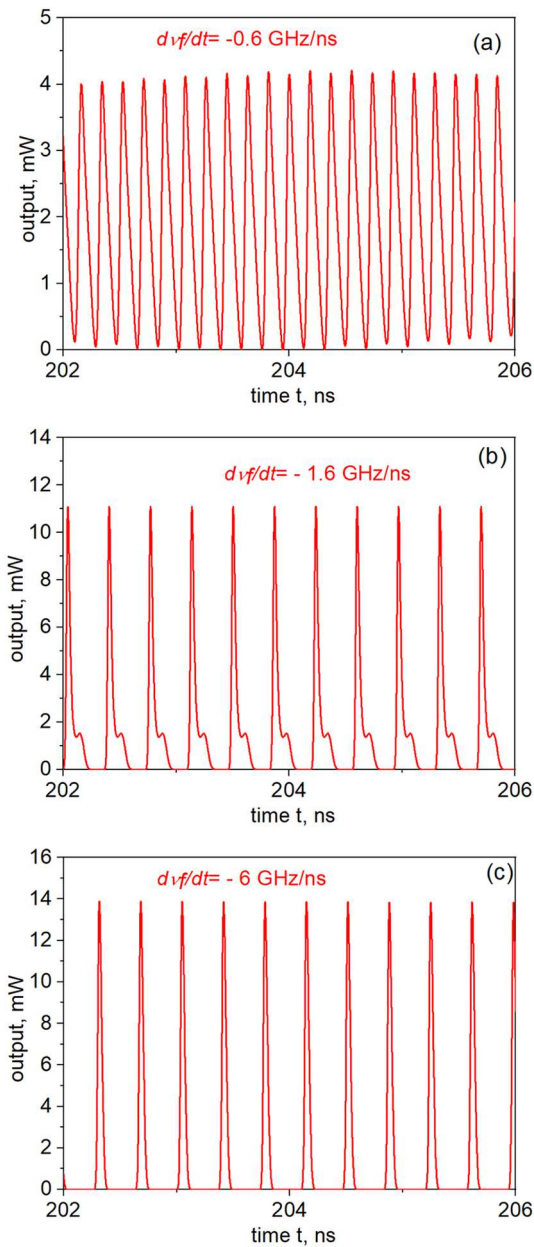 5
dνf/dt= -0.6 GHz/ns
(a)
4
3
output, mW
2
1
0
202
204
206
time t, ns
14
(b)
dνf/dt= - 1.6 GHz/ns
12
10
8
output, mW
6
4
2
0
202
204
206
time t, ns
16
dνf/dt= - 6 GHz/ns
(c)
14
12
10
output, mW
8
6
4
2
0
202
204
206
time t, ns